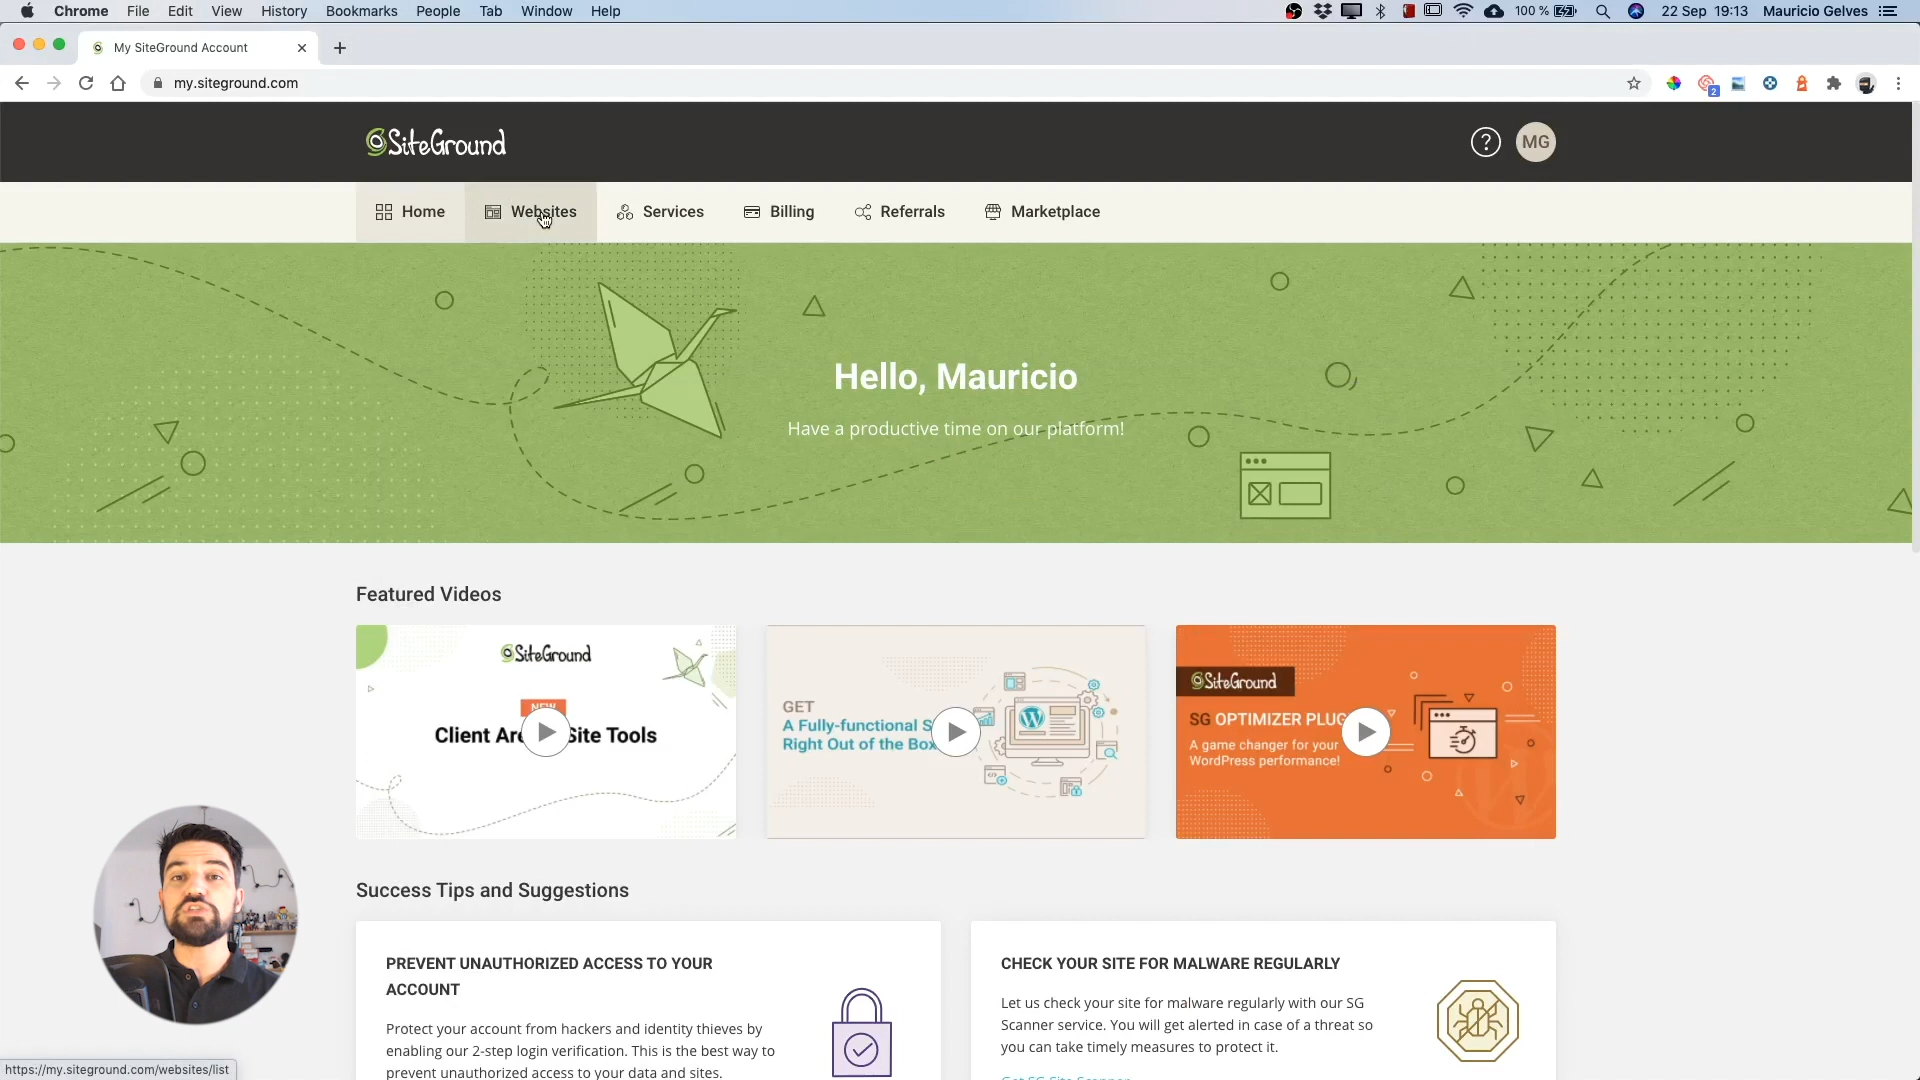 Chrome File Edit View History Bookmarks People Tab Window Help
100 % 22 Sep 19:13 Mauricio Gelves
My SiteGround Account
my.siteground.com
2
SiteGround
? MG
Home Websites Services Billing Referrals Marketplace
Hello, Mauricio
Have a productive time on our platform!
Featured Videos
SiteGround
NEW
Client Site Tools
GET
A Fully-functional
Right Out of the Box
SiteGround
SG OPTIMIZER
A game changer for your
WordPress performance!
Success Tips and Suggestions
PREVENT UNAUTHORIZED ACCESS TO YOUR
ACCOUNT
Protect your account from hackers and identity thieves by
enabling our 2-step login verification. This is the best way to
prevent unauthorized access to your data and sites.
CHECK YOUR SITE FOR MALWARE REGULARLY
Let us check your site for malware regularly with our SG
Scanner service. You will get alerted in case of a threat so
you can take timely measures to protect it.
https://my.siteground.com/websites/list